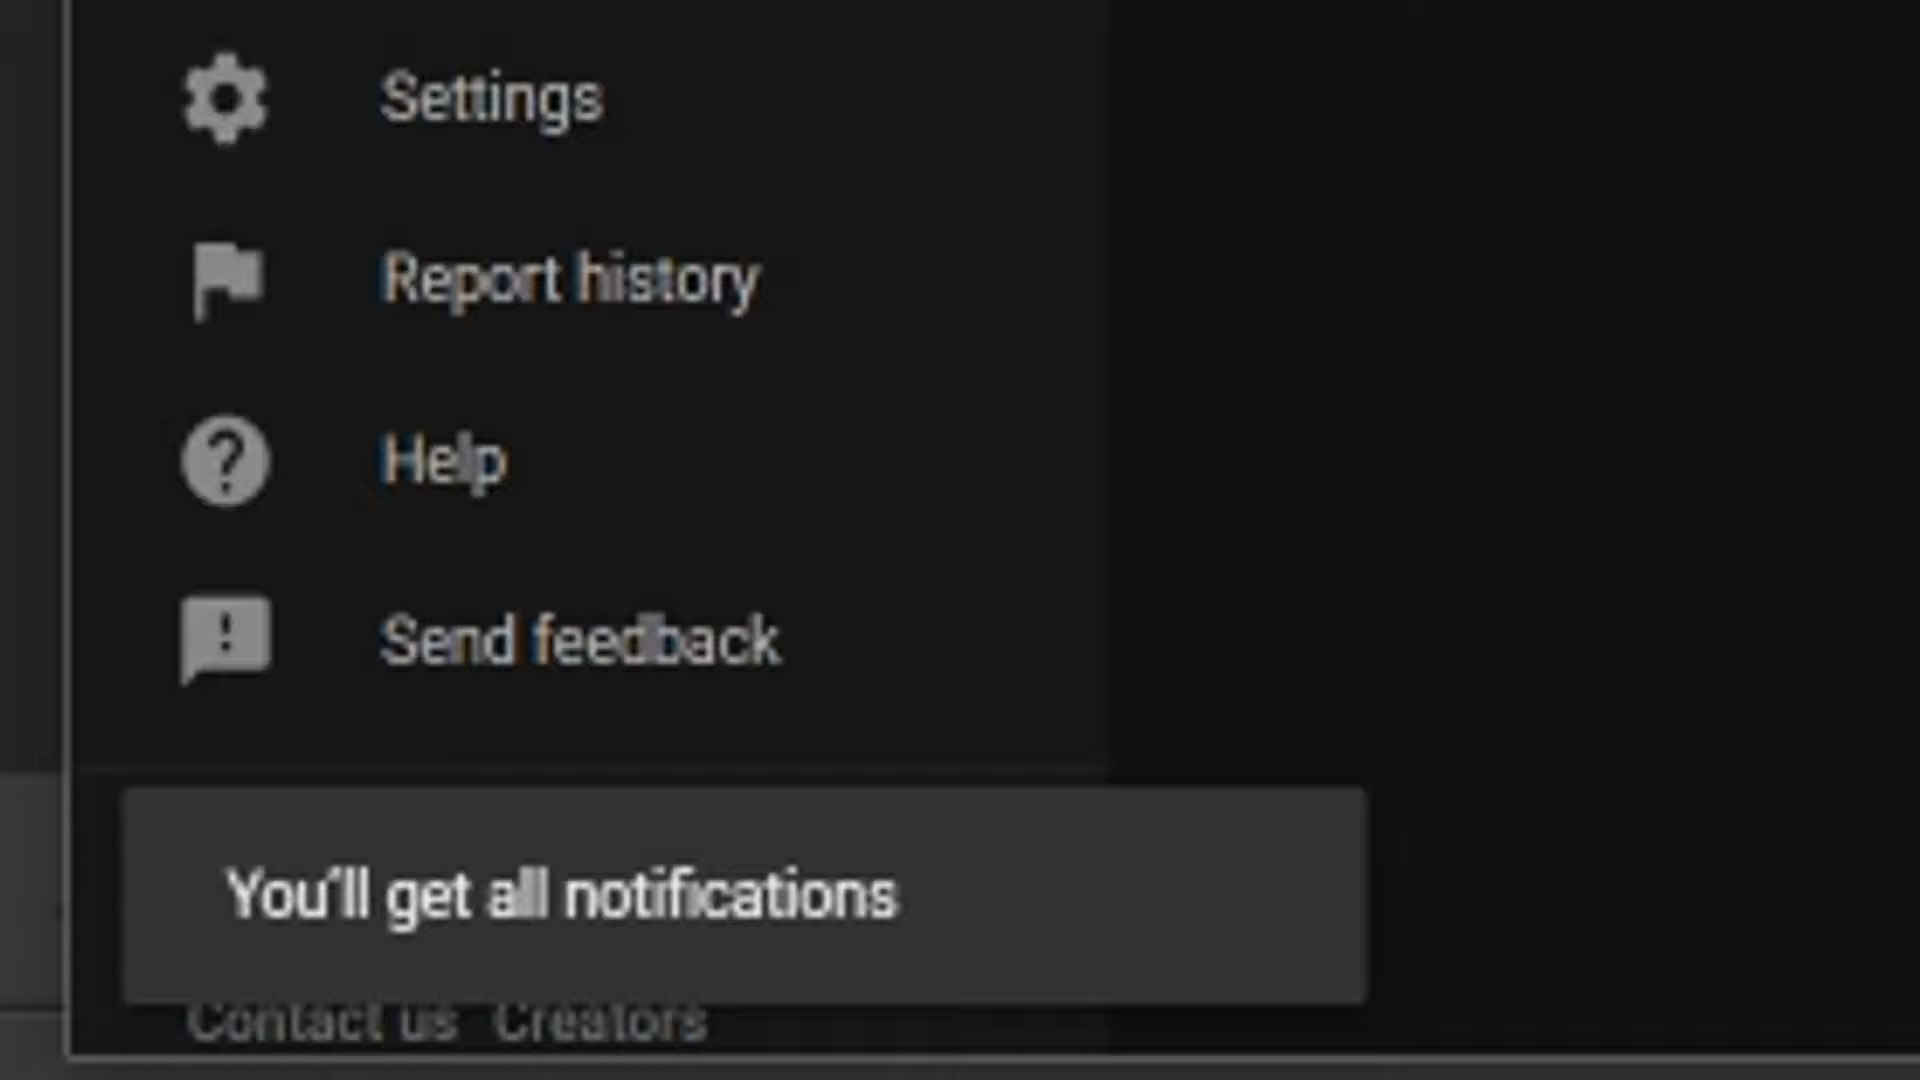 Settings
Report history
Help
Send feedback
You'll get all notifications
Contact us Creators